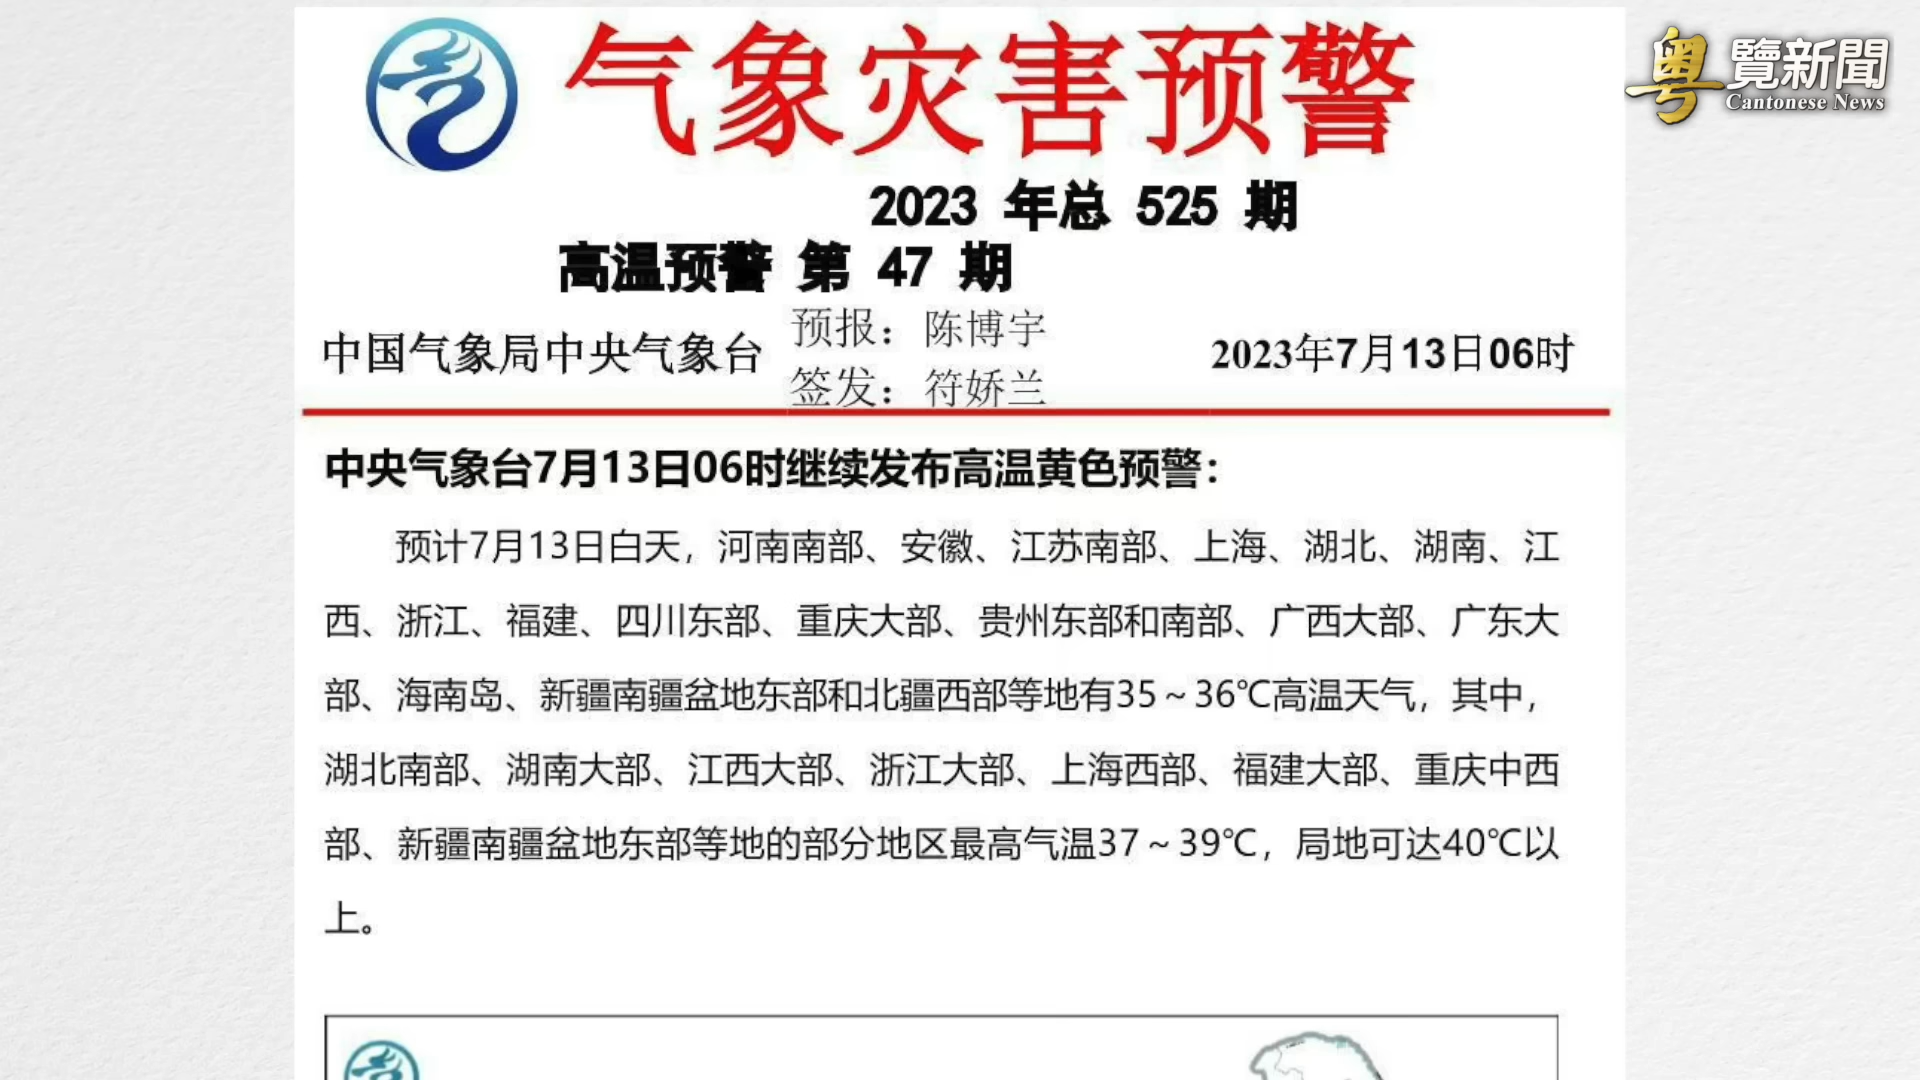 气象灾害预警
粤覽新聞
Cantonese News
2023 年总 525 期
高温预警 第 47 期
中国气象局中央气象台
预报：陈博宇
签发：符娇兰
2023年7月13日06时
中央气象台7月13日06时继续发布高温黄色预警：
预计7月13日白天，河南南部、安徽、江苏南部、上海、湖北、湖南、江
西、浙江、福建、四川东部、重庆大部、贵州东部和南部、广西大部、广东大
部、海南岛、新疆南疆盆地东部和北疆西部等地有35～36℃高温天气，其中，
湖北南部、湖南大部、江西大部、浙江大部、上海西部、福建大部、重庆中西
部、新疆南疆盆地东部等地的部分地区最高气温37～39℃，局地可达40℃以
上。